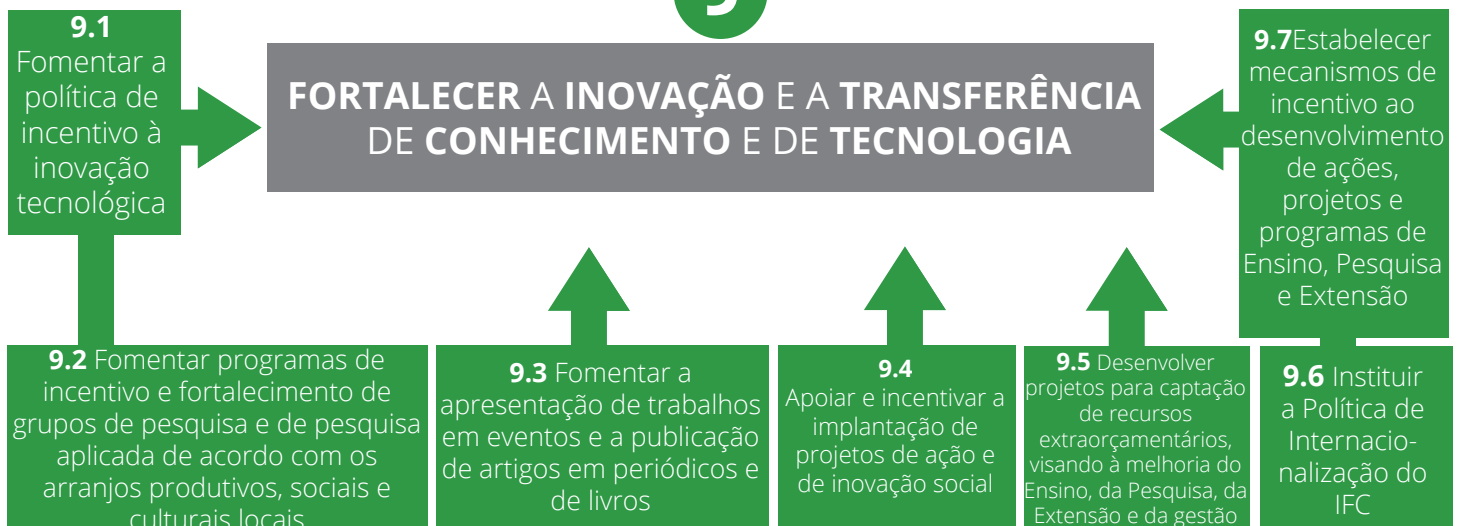 9
9.1
Fomentar a
política de
incentivo à
inovação
tecnológica
FORTALECER A INOVAÇÃO E A TRANSFERÊNCIA
DE CONHECIMENTO E DE TECNOLOGIA
9.7Estabelecer
mecanismos de
incentivo ao
desenvolvimento
de ações,
projetos e
programas de
Ensino, Pesquisa
e Extensão
9.2 Fomentar programas de
incentivo e fortalecimento de
grupos de pesquisa e de pesquisa
aplicada de acordo com os
arranjos produtivos, sociais e
culturais locais
9.3 Fomentar a
apresentação de trabalhos
em eventos e a publicação
de artigos em periódicos e
de livros
9.4
Apoiar e incentivar a
implantação de
projetos de ação e
de inovação social
9.5 Desenvolver
projetos para captação
de recursos
extraorçamentários,
visando à melhoria do
Ensino, da Pesquisa, da
Extensão e da gestão
9.6 Instituir
a Política de
Internacio-
nalização do
IFC